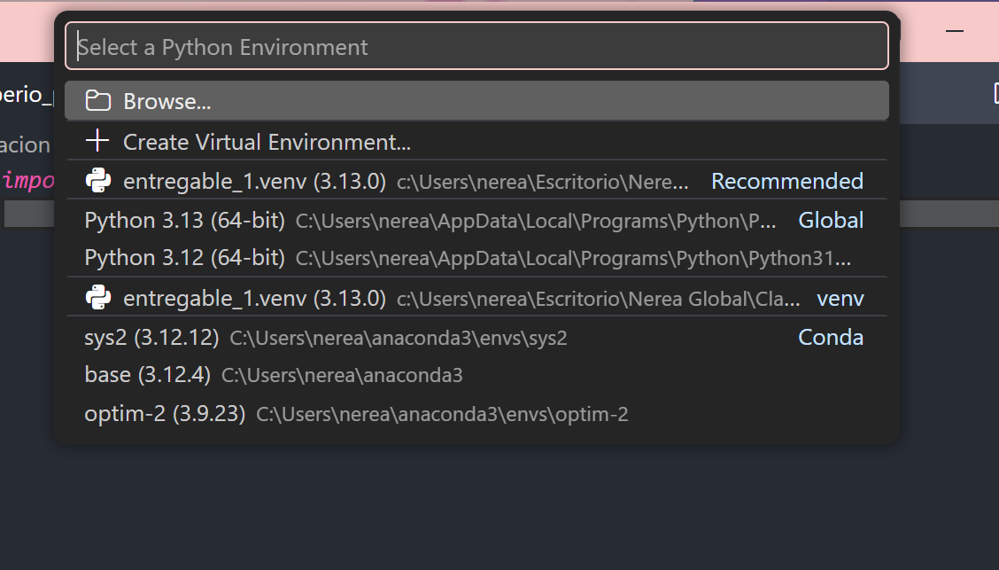 Select a Python Environment
Browse...
Create Virtual Environment...
entregable_1.venv (3.13.0) c:\Users\nerea\Escritorio\Nere... Recommended
Python 3.13 (64-bit) C:\Users\nerea\AppData\Local\Programs\Python\P... Global
Python 3.12 (64-bit) C:\Users\nerea\AppData\Local\Programs\Python\Python31...
entregable_1.venv (3.13.0) c:\Users\nerea\Escritorio\Nerea Global\Cla... venv
sys2 (3.12.12) C:\Users\nerea\anaconda3\envs\sys2 Conda
base (3.12.4) C:\Users\nerea\anaconda3
optim-2 (3.9.23) C:\Users\nerea\anaconda3\envs\optim-2